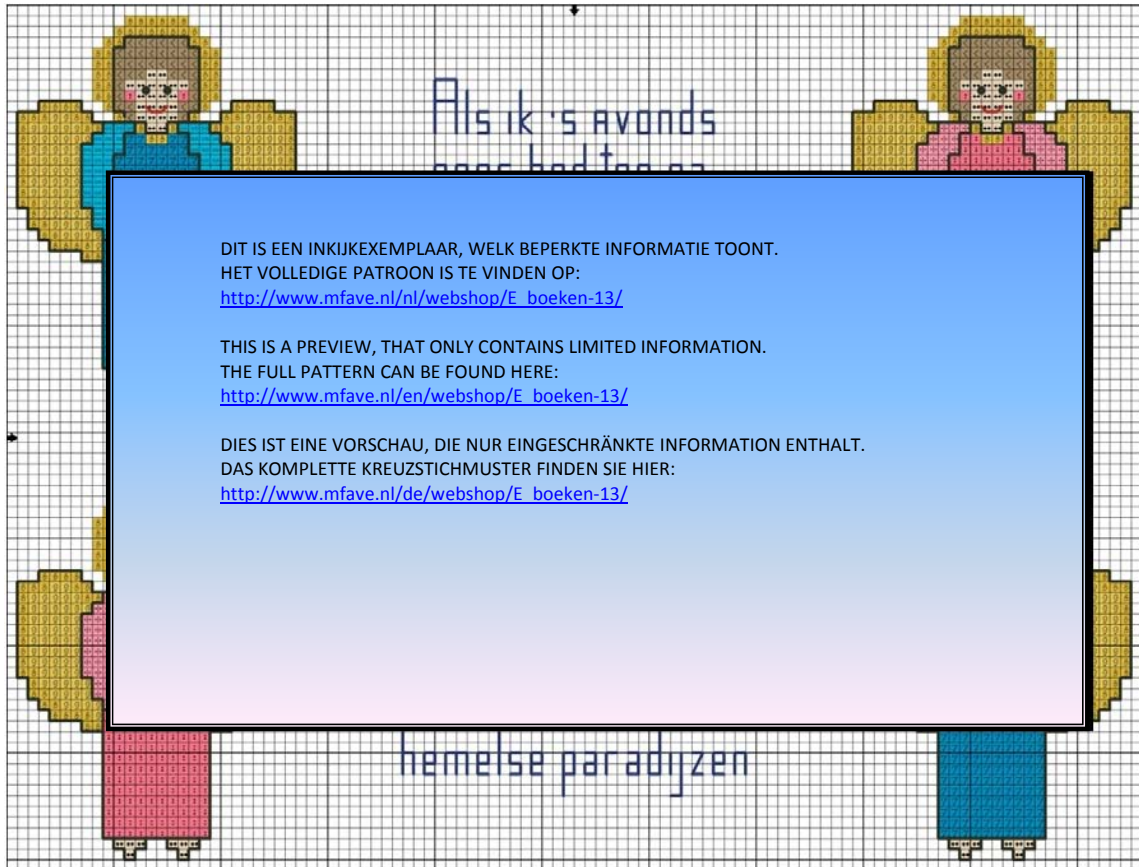 Als ik 's avonds
DIT IS EEN INKIJKEXEMPLAAR, WELK BEPERKTE INFORMATIE TOONT.
HET VOLLEDIGE PATROON IS TE VINDEN OP:
http://www.mfave.nl/nl/webshop/E_boeken-13/
THIS IS A PREVIEW, THAT ONLY CONTAINS LIMITED INFORMATION.
THE FULL PATTERN CAN BE FOUND HERE:
http://www.mfave.nl/en/webshop/E_boeken-13/
DIES IST EINE VORSCHAU, DIE NUR EINGESCHRÄNKTE INFORMATION ENTHALT.
DAS KOMPLETTE KREUZSTICHMUSTER FINDEN SIE HIER:
http://www.mfave.nl/de/webshop/E_boeken-13/
hemelse paradijzen